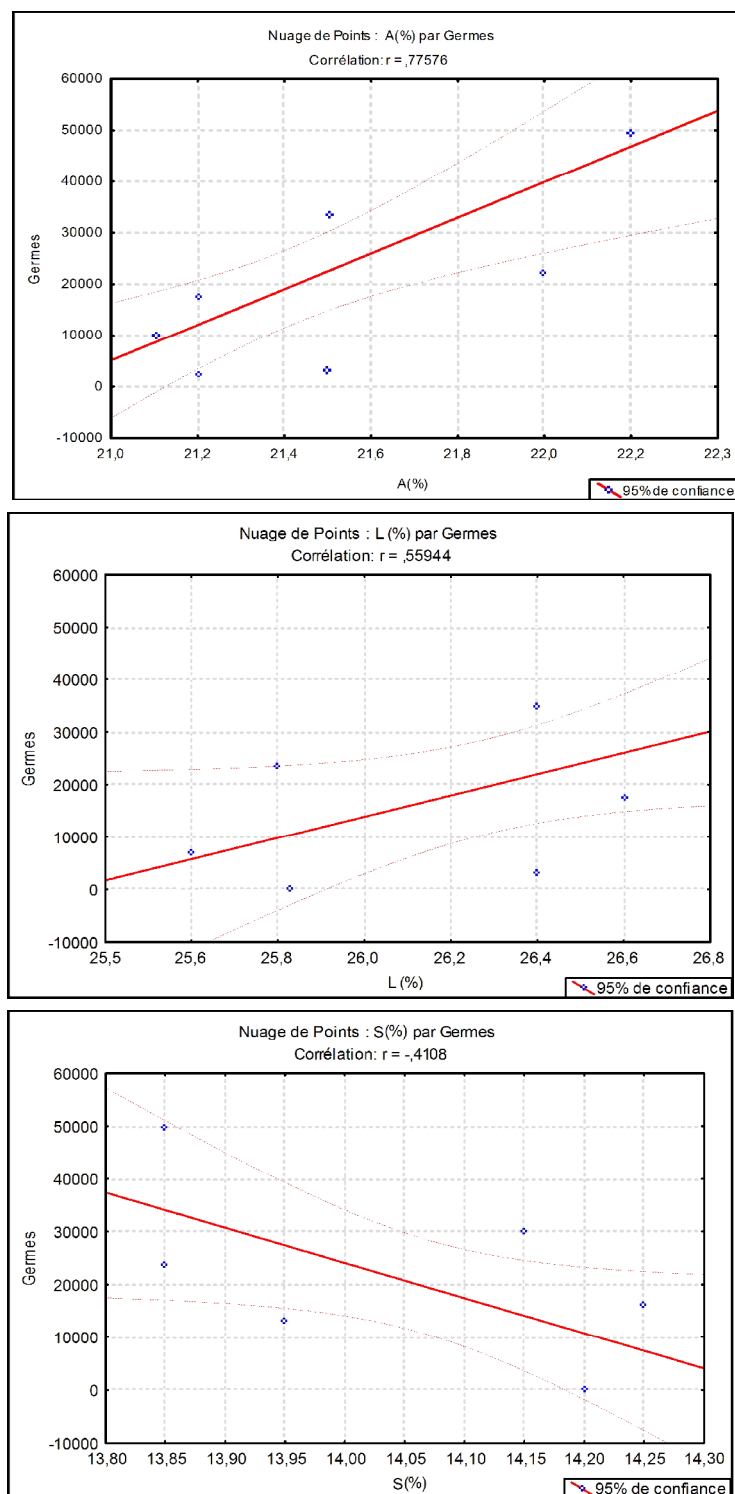 Nuage de Points : A(%) par Germes
Corrélation: r = ,77576
60000
50000
40000
30000
20000
10000
0
-10000
Germes
21,0 21,2 21,4 21,6 21,8 22,0 22,2 22,3
A(%)
95%de confiance
Nuage de Points : L (%) par Germes
Corrélation: r = ,55944
60000
50000
40000
30000
20000
10000
0
-10000
Germes
25,5 25,6 25,8 26,0 26,2 26,4 26,6 26,8
L (%)
95% de confiance
Nuage de Points : S(%) par Germes
Corrélation: r = -,4108
60000
50000
40000
30000
20000
10000
0
-10000
Germes
13,80 13,85 13,90 13,95 14,00 14,05 14,10 14,15 14,20 14,25 14,30
S(%)
95% de confiance